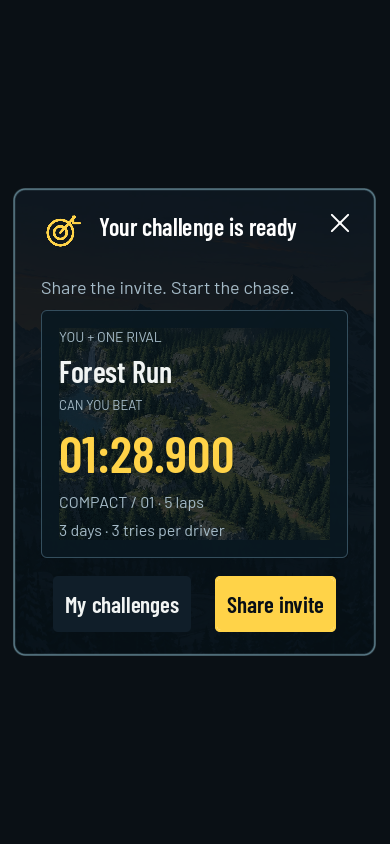 Your challenge is ready
Share the invite. Start the chase.
YOU + ONE RIVAL
Forest Run
CAN YOU BEAT
01:28.900
COMPACT / 01 · 5 laps
3 days · 3 tries per driver
My challenges
Share invite